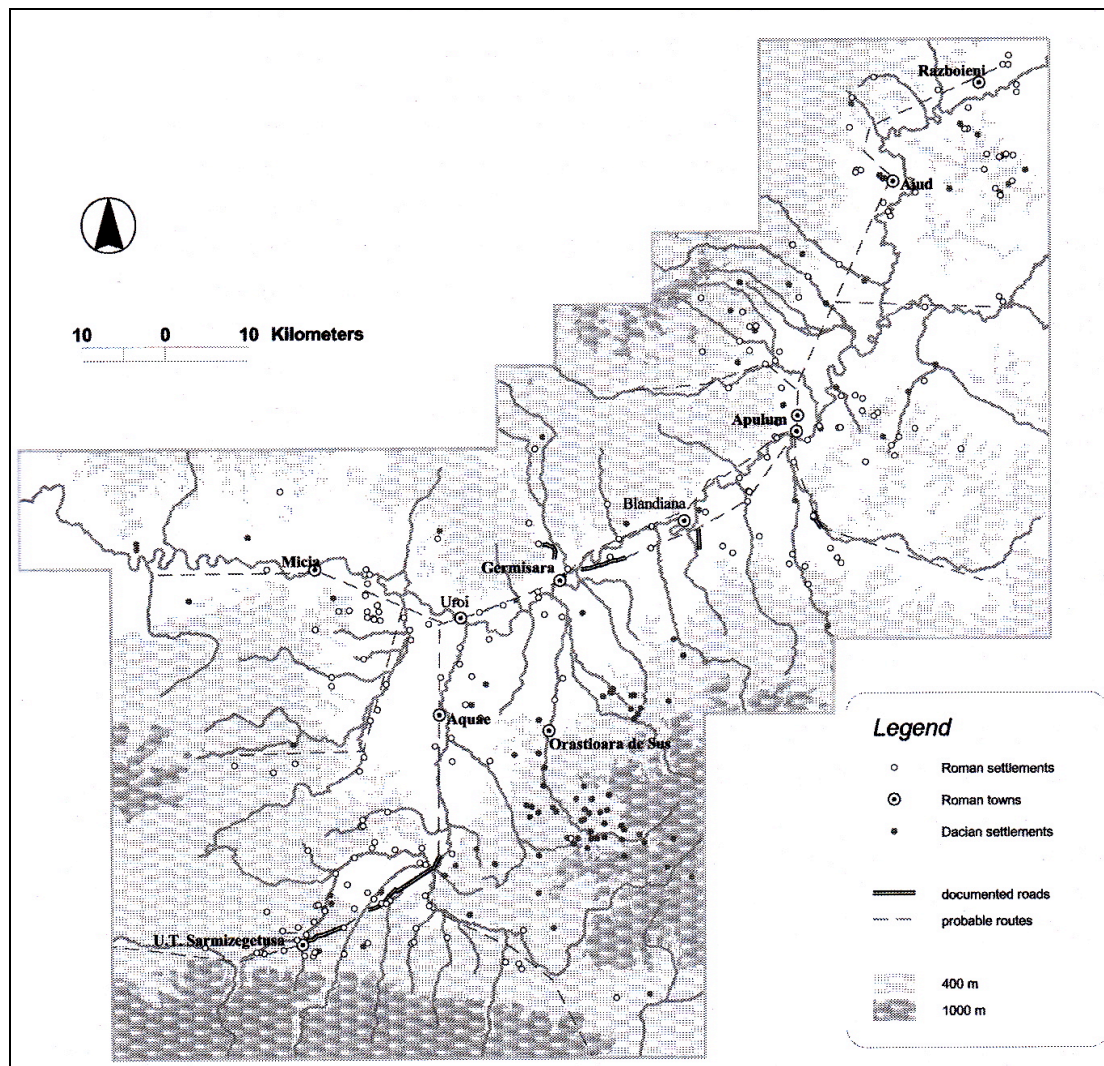 Razboieni
Aiud
10 0 10 Kilometers
Apulum
Blandiana
Micia
Germisara
Uroi
Aquae
Orastioara de Sus
Legend
Roman settlements
Roman towns
Dacian settlements
documented roads
probable routes
U.T. Sarmizegetusa
400 m
1000 m